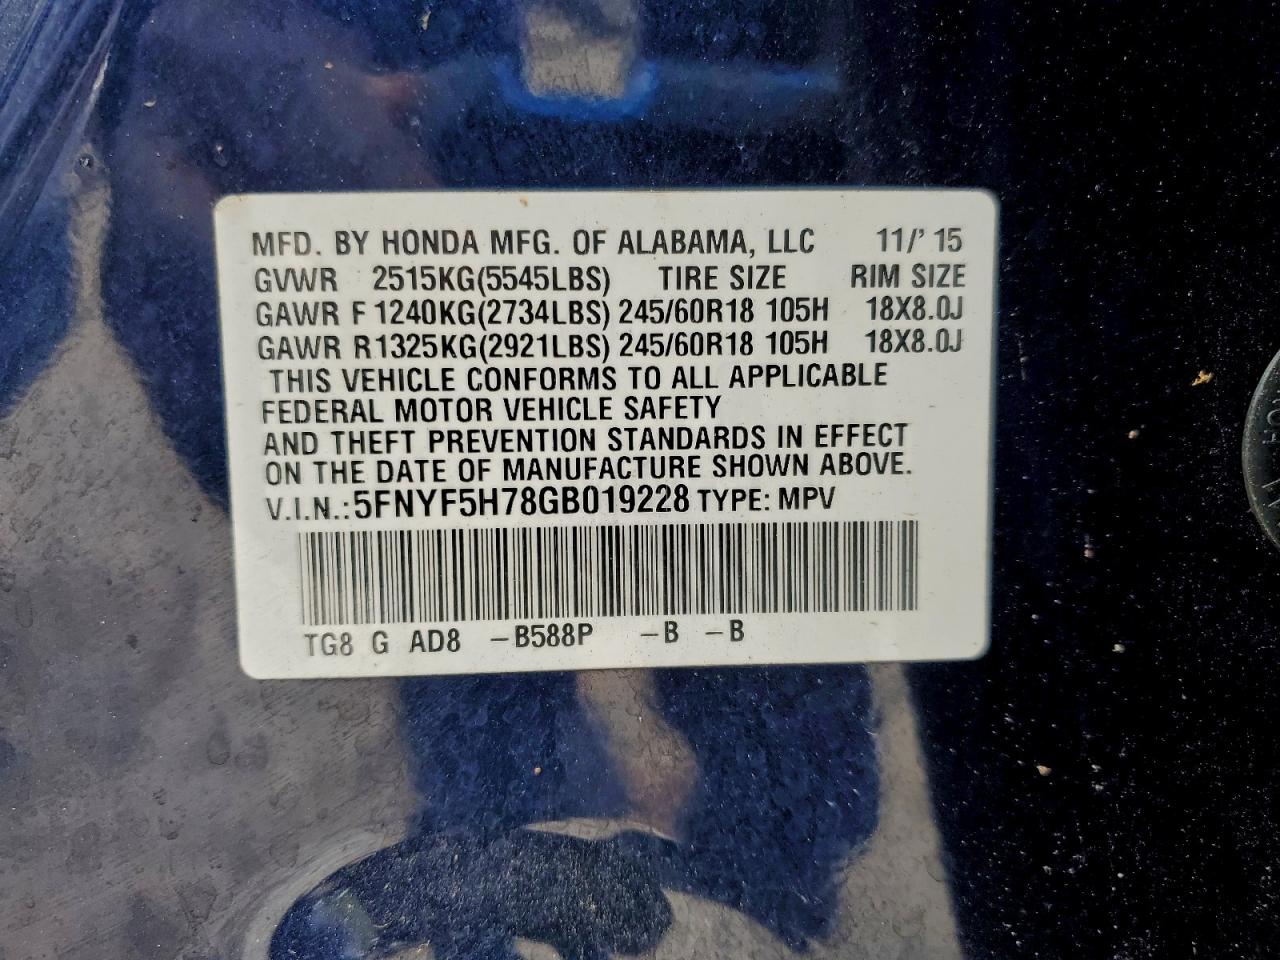 MFD. BY HONDA MFG. OF ALABAMA, LLC 11/' 15
GVWR 2515KG(5545LBS) TIRE SIZE RIM SIZE
GAWR F 1240KG(2734LBS) 245/60R18 105H 18X8.0J
GAWR R1325KG(2921LBS) 245/60R18 105H 18X8.0J
THIS VEHICLE CONFORMS TO ALL APPLICABLE
FEDERAL MOTOR VEHICLE SAFETY
AND THEFT PREVENTION STANDARDS IN EFFECT
ON THE DATE OF MANUFACTURE SHOWN ABOVE.
V.I.N.:5FNYF5H78GB019228 TYPE: MPV
TG8 G AD8 -B588P -B -B